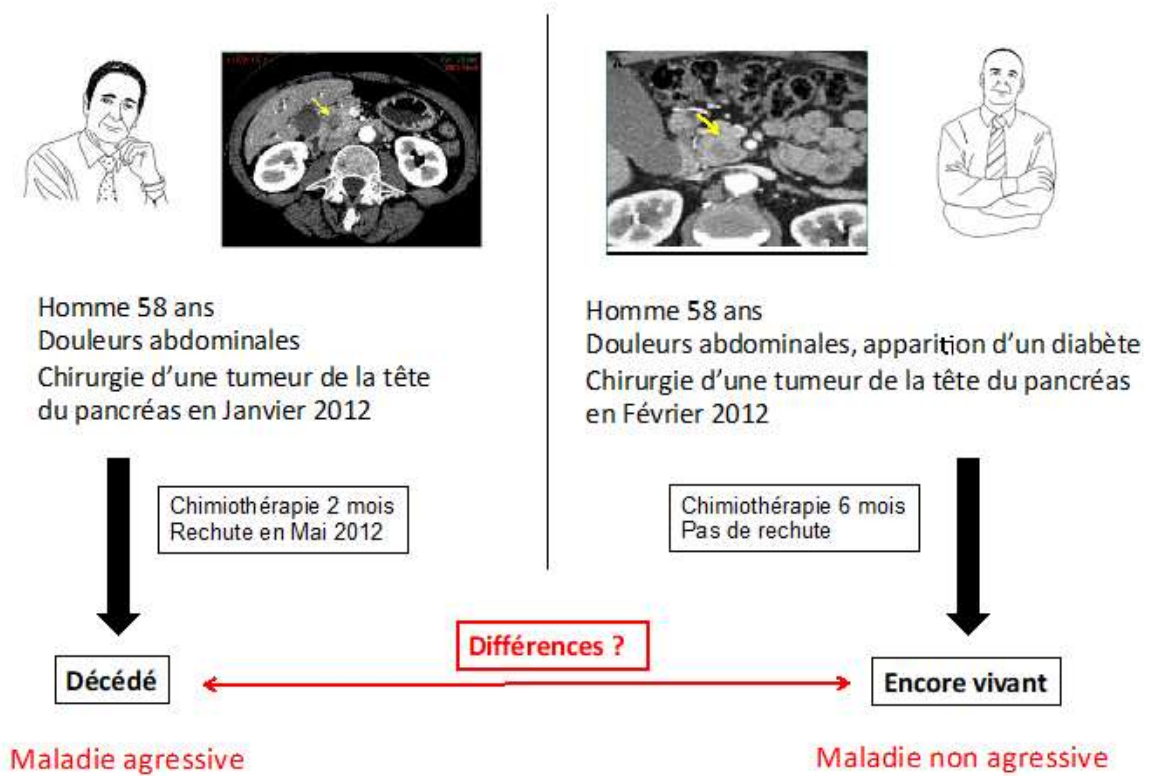 Homme 58 ans
Douleurs abdominales
Chirurgie d'une tumeur de la tête
du pancréas en Janvier 2012
Chimiothérapie 2 mois
Rechute en Mai 2012
Décédé
Maladie agressive
Homme 58 ans
Douleurs abdominales, apparition d'un diabète
Chirurgie d'une tumeur de la tête du pancréas
en Février 2012
Chimiothérapie 6 mois
Pas de rechute
Encore vivant
Maladie non agressive
Différences ?